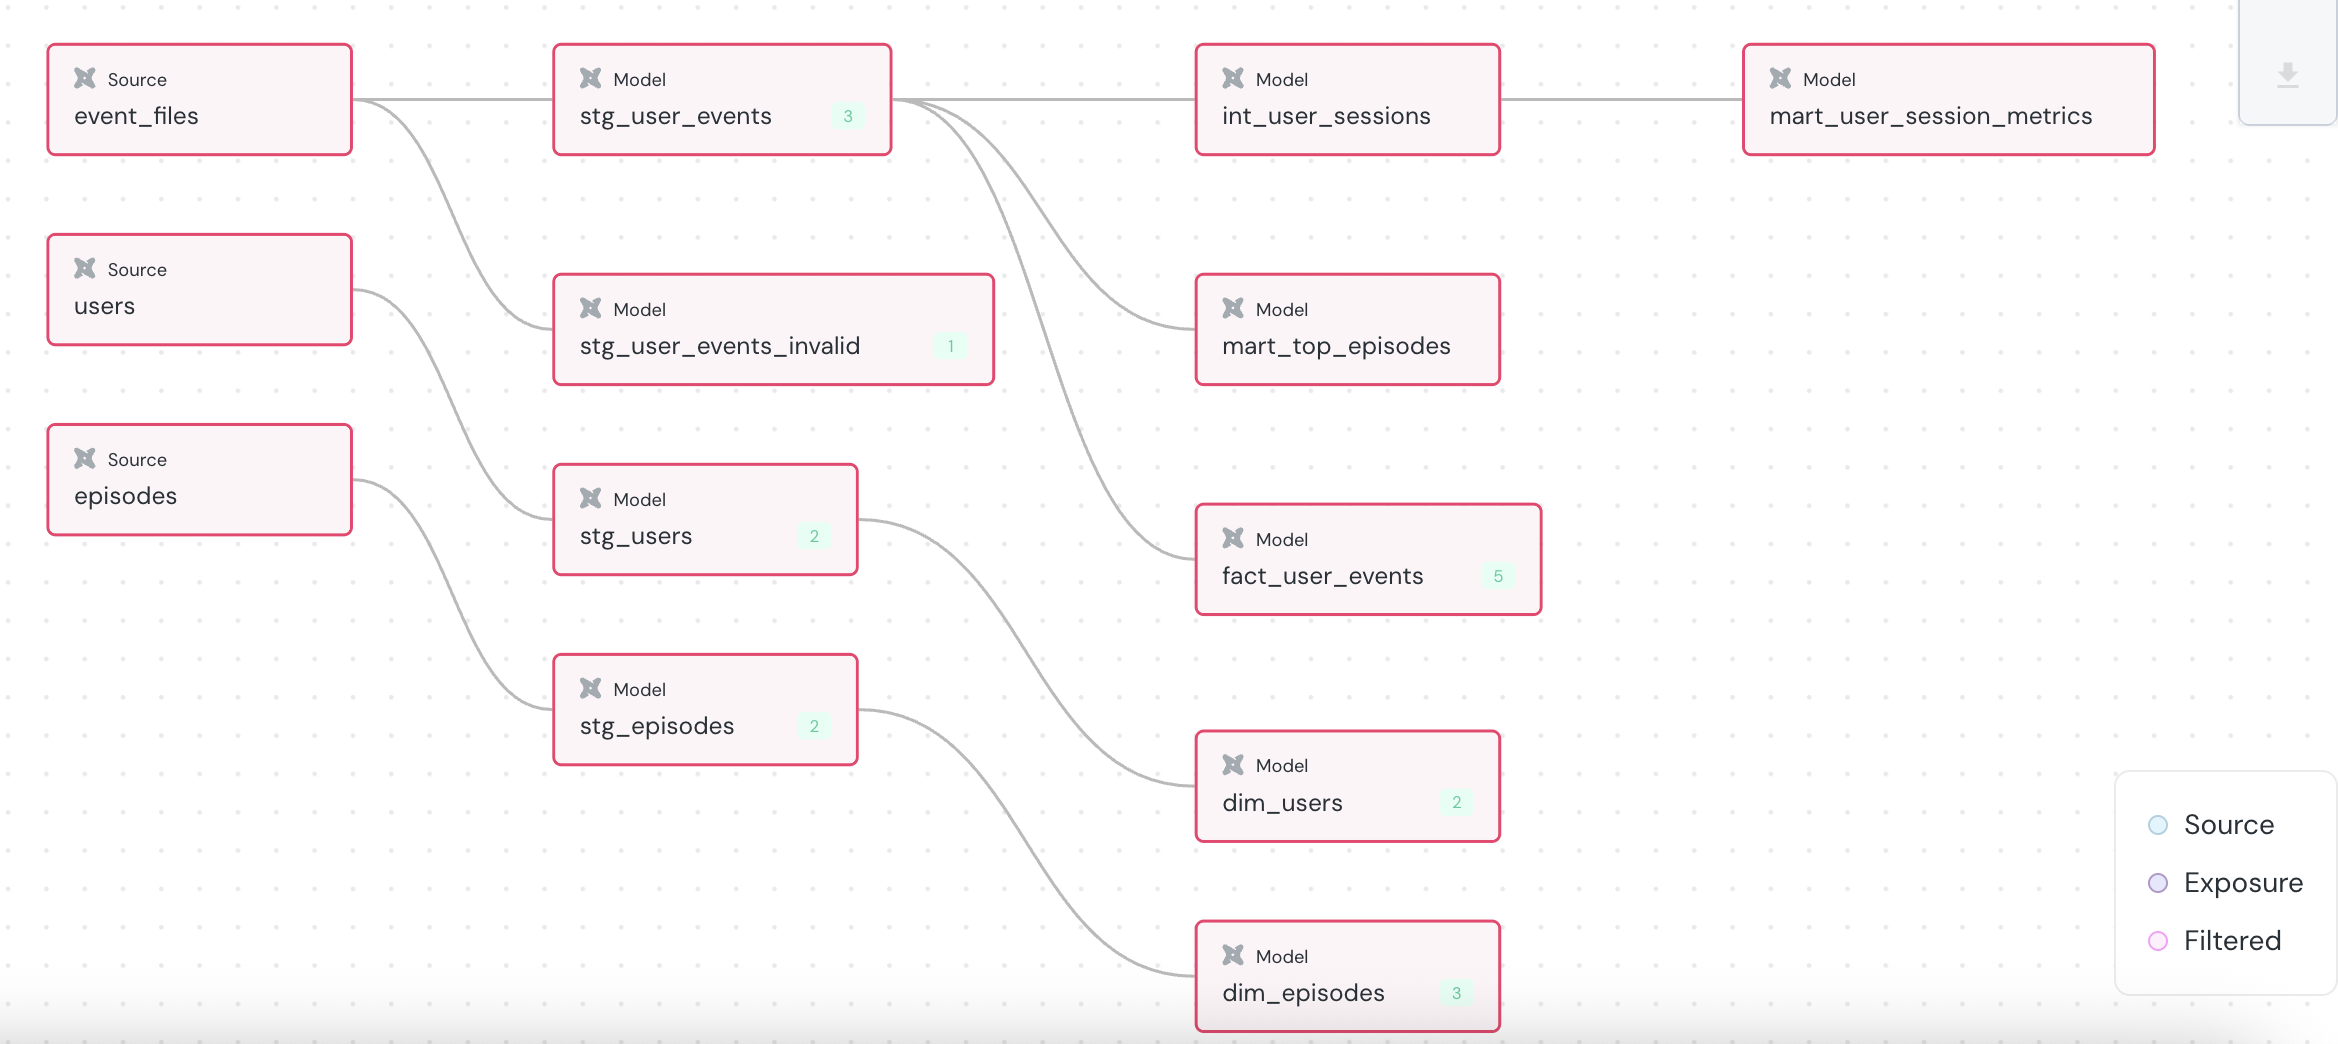 Source
event_files
Model
stg_user_events
3
Model
int_user_sessions
Model
mart_user_session_metrics
Source
users
Model
stg_user_events_invalid
1
Model
mart_top_episodes
Source
episodes
Model
stg_users
2
Model
fact_user_events
5
Model
stg_episodes
2
Model
dim_users
2
Model
dim_episodes
3
Source
Exposure
Filtered